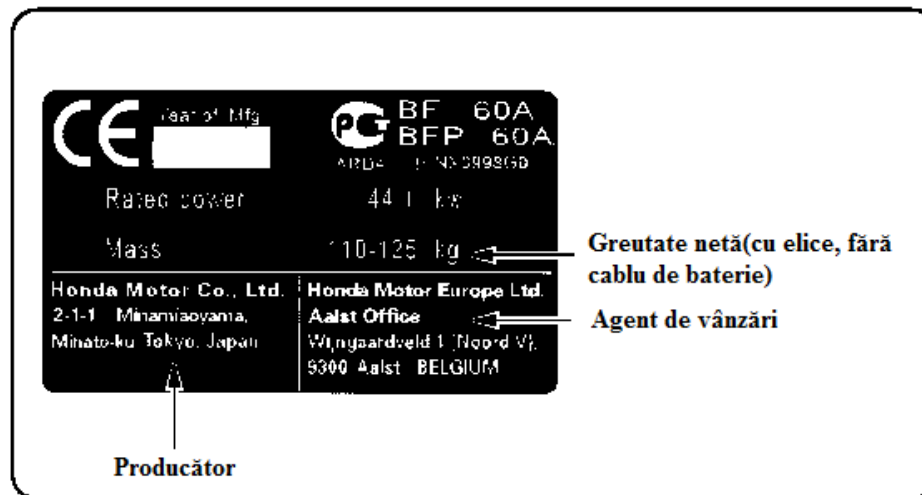 CE Year of Mfg
PCT BF 60A
BFP 60A
Rated power 44.1 kw
Mass 110-125 kg
Greutate netă(cu elice, fără
cablu de baterie)
Honda Motor Co., Ltd.
2-1-1 Minamiaoyama,
Minato-ku Tokyo, Japan
Honda Motor Europe Ltd.
Aalst Office
Wijngaardveld 1 (Noord V),
9300 Aalst BELGIUM
Agent de vânzări
Producător